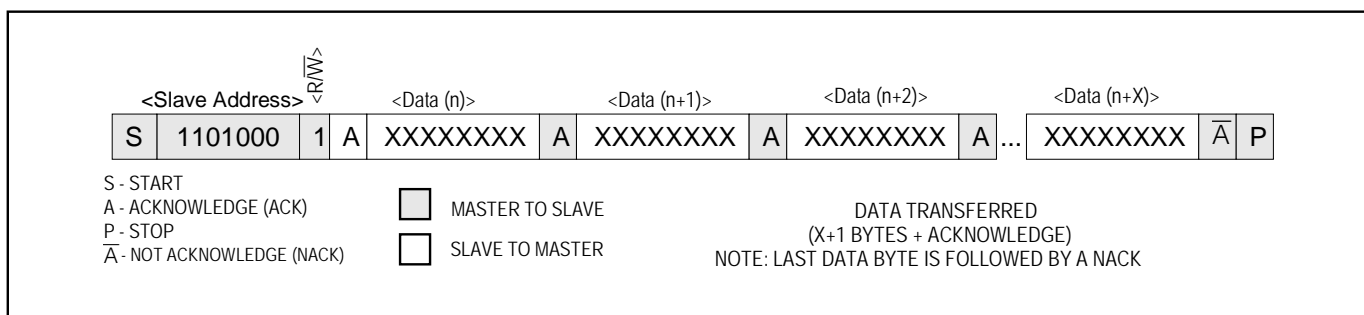 <R/W̅>
<Slave Address> <Data (n)> <Data (n+1)> <Data (n+2)> <Data (n+X)>
S 1101000 1 A XXXXXXXX A XXXXXXXX A XXXXXXXX A ... XXXXXXXX A̅ P
S - START
A - ACKNOWLEDGE (ACK)
P - STOP
A̅ - NOT ACKNOWLEDGE (NACK)
MASTER TO SLAVE
SLAVE TO MASTER
DATA TRANSFERRED
(X+1 BYTES + ACKNOWLEDGE)
NOTE: LAST DATA BYTE IS FOLLOWED BY A NACK